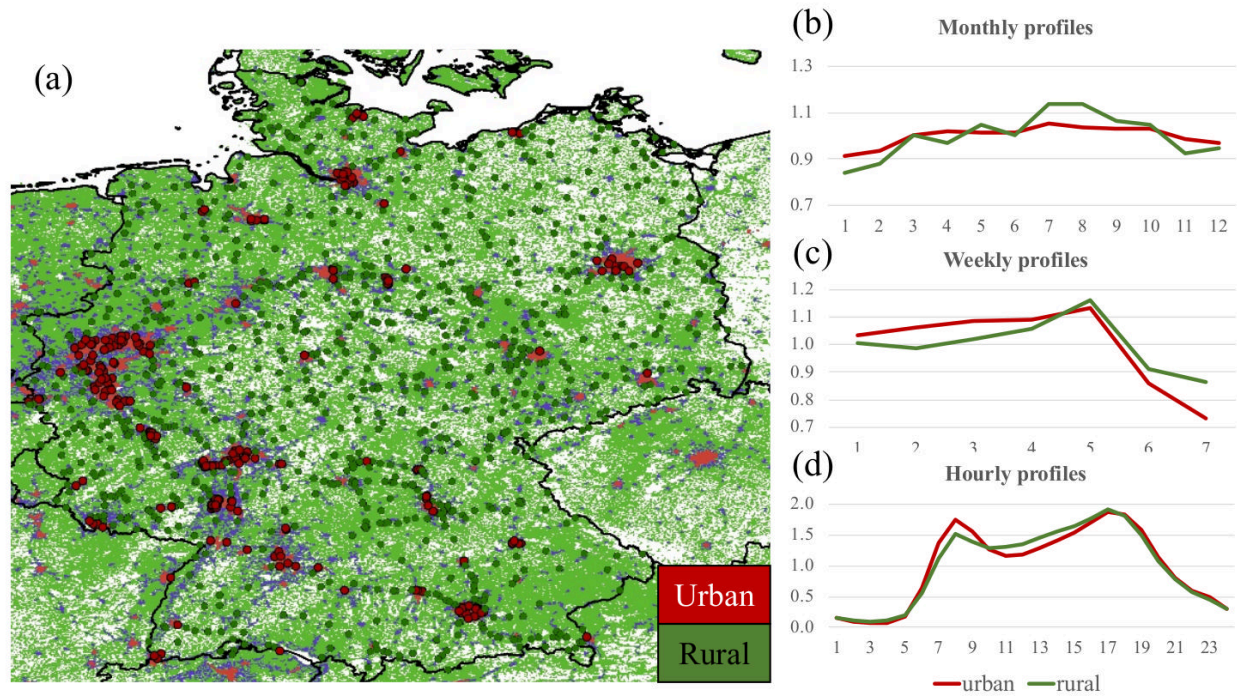 (a)
Urban
Rural
(b)
Monthly profiles
1.3
1.1
0.9
0.7
1 2 3 4 5 6 7 8 9 10 11 12
(c)
Weekly profiles
1.2
1.1
1.0
0.9
0.8
0.7
1 2 3 4 5 6 7
(d)
Hourly profiles
2.0
1.5
1.0
0.5
0.0
1 3 5 7 9 11 13 15 17 19 21 23
urban rural